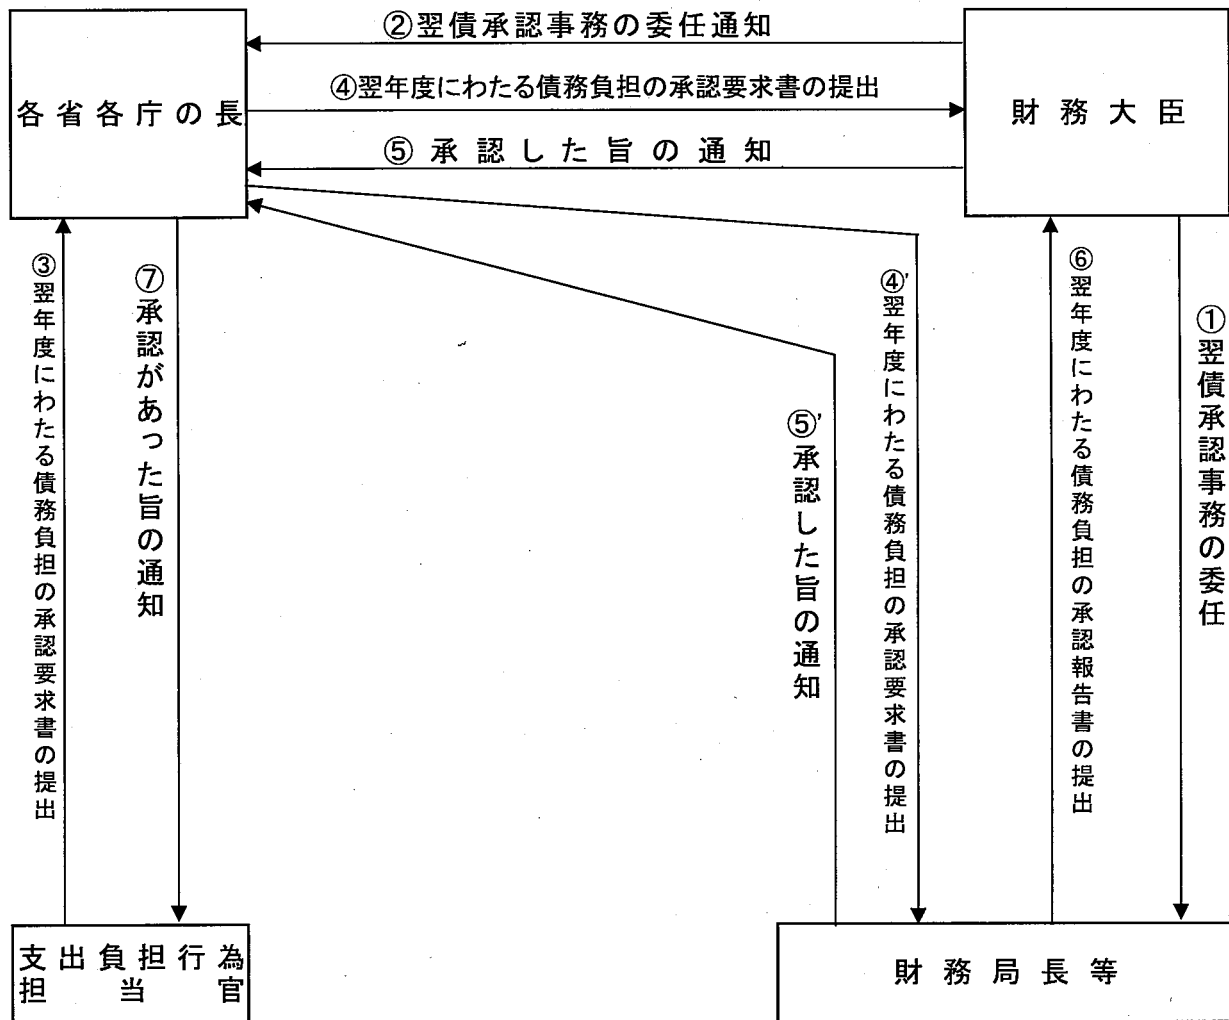 ②翌債承認事務の委任通知
④翌年度にわたる債務負担の承認要求書の提出
⑤承認した旨の通知
各省各庁の長
財務大臣
③翌年度にわたる債務負担の承認要求書の提出
⑦承認があった旨の通知
⑤'承認した旨の通知
④'翌年度にわたる債務負担の承認要求書の提出
⑥翌年度にわたる債務負担の承認報告書の提出
①翌債承認事務の委任
支出負担行為
担当官
財務局長等